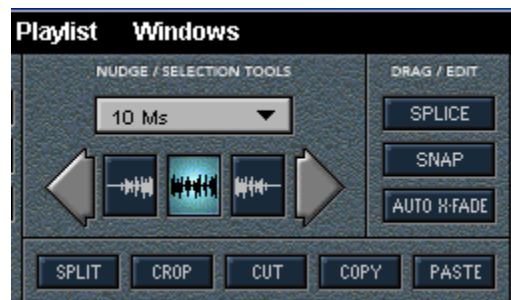 Playlist Windows
NUDGE / SELECTION TOOLS
DRAG / EDIT
10 Ms
SPLICE
SNAP
AUTO X-FADE
SPLIT CROP CUT COPY PASTE